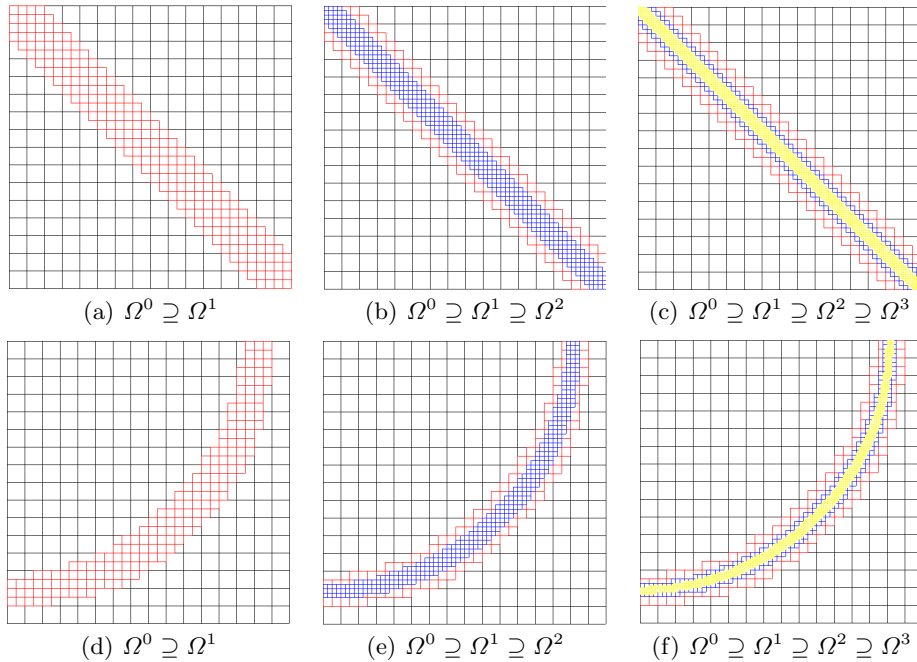 (a) Ω⁰ ⊇ Ω¹
(b) Ω⁰ ⊇ Ω¹ ⊇ Ω²
(c) Ω⁰ ⊇ Ω¹ ⊇ Ω² ⊇ Ω³
(d) Ω⁰ ⊇ Ω¹
(e) Ω⁰ ⊇ Ω¹ ⊇ Ω²
(f) Ω⁰ ⊇ Ω¹ ⊇ Ω² ⊇ Ω³